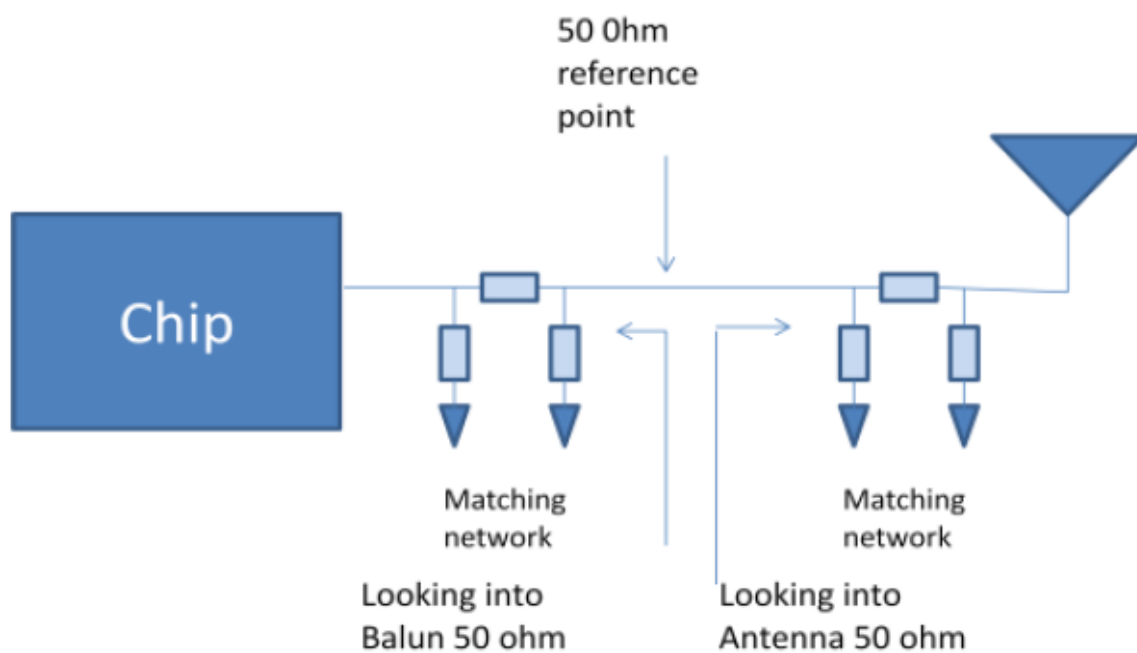 50 0hm
reference
point
Chip
Matching
network
Matching
network
Looking into
Balun 50 ohm
Looking into
Antenna 50 ohm